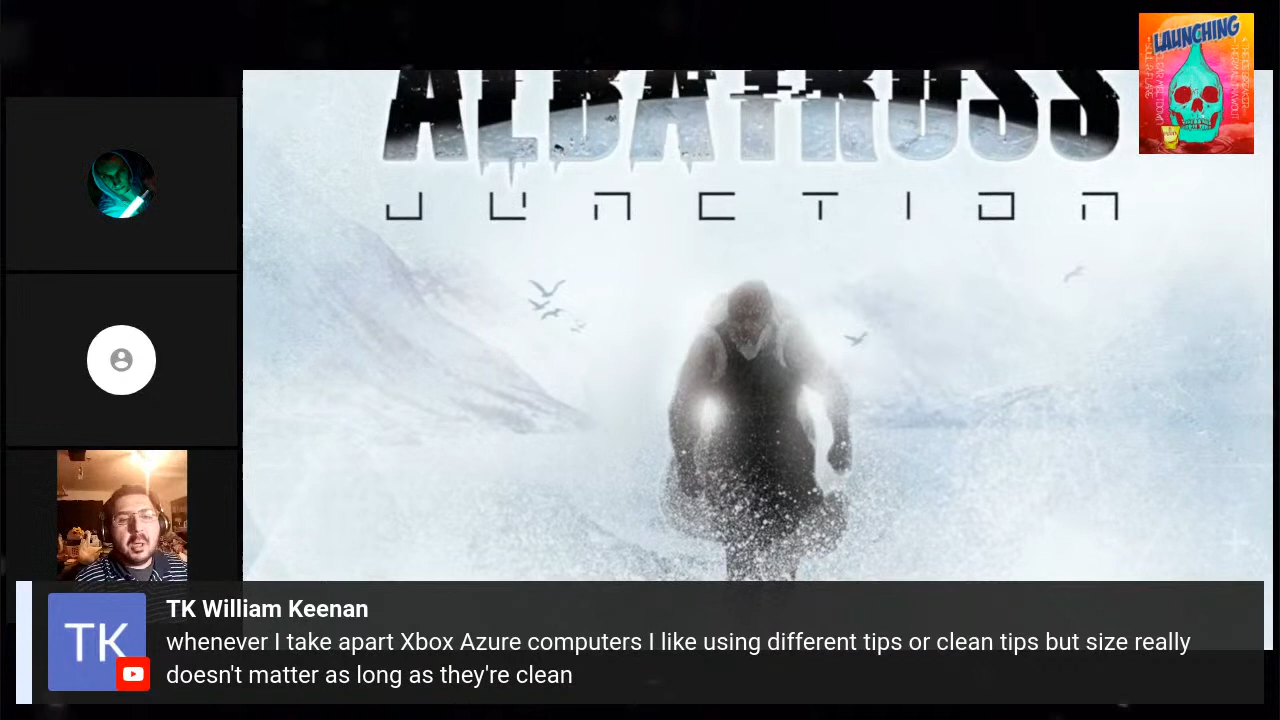 LAUNCHING
ALBATROSS
JUNCTION
TK William Keenan
TK
whenever I take apart Xbox Azure computers I like using different tips or clean tips but size really
doesn't matter as long as they're clean